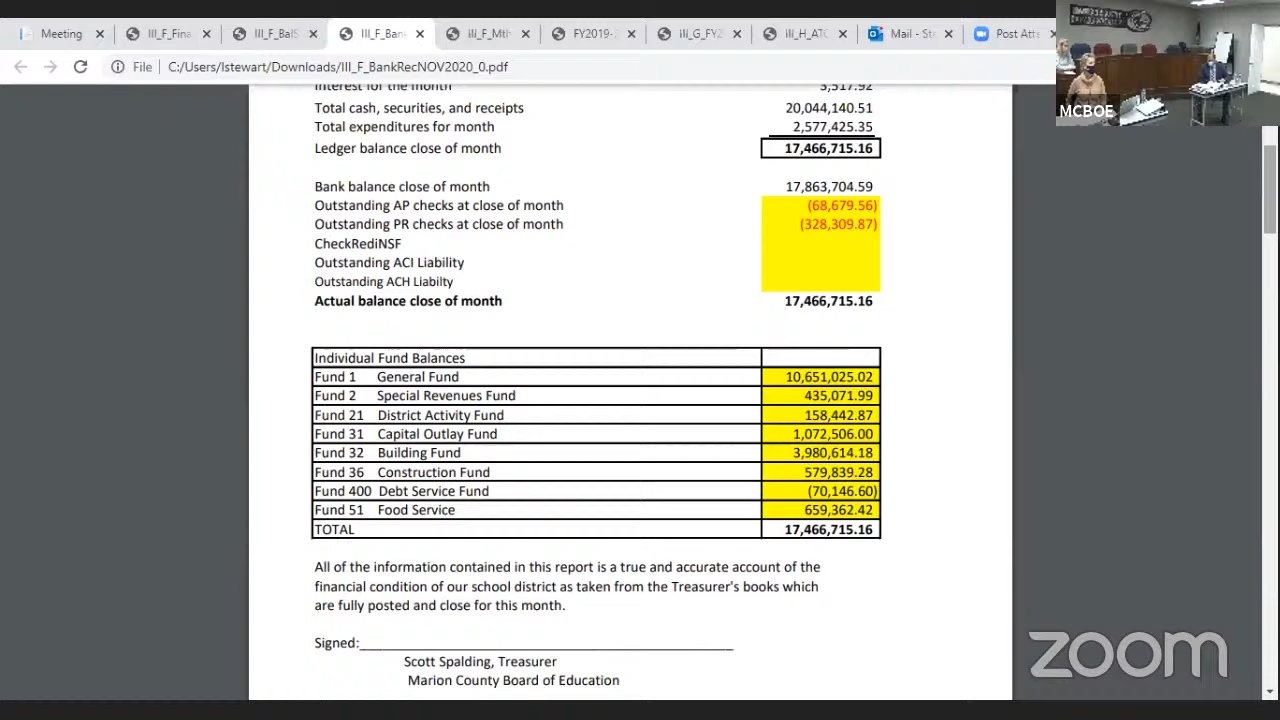 Meeting III_F_Fina III_F_BalS III_F_Ban iii_F_Mth FY2019- iii_G_FY2 iii_H_ATC Mail - Ste Post Atte
File C:/Users/lstewart/Downloads/III_F_BankRecNOV2020_0.pdf
MCBOE
Interest for the month 3,517.92
Total cash, securities, and receipts 20,044,140.51
Total expenditures for month 2,577,425.35
Ledger balance close of month 17,466,715.16
Bank balance close of month 17,863,704.59
Outstanding AP checks at close of month (68,679.56)
Outstanding PR checks at close of month (328,309.87)
CheckRediNSF
Outstanding ACI Liability
Outstanding ACH Liabilty
Actual balance close of month 17,466,715.16
Individual Fund Balances
Fund 1 General Fund 10,651,025.02
Fund 2 Special Revenues Fund 435,071.99
Fund 21 District Activity Fund 158,442.87
Fund 31 Capital Outlay Fund 1,072,506.00
Fund 32 Building Fund 3,980,614.18
Fund 36 Construction Fund 579,839.28
Fund 400 Debt Service Fund (70,146.60)
Fund 51 Food Service 659,362.42
TOTAL 17,466,715.16
All of the information contained in this report is a true and accurate account of the
financial condition of our school district as taken from the Treasurer's books which
are fully posted and close for this month.
Signed:
Scott Spalding, Treasurer
Marion County Board of Education
zoom